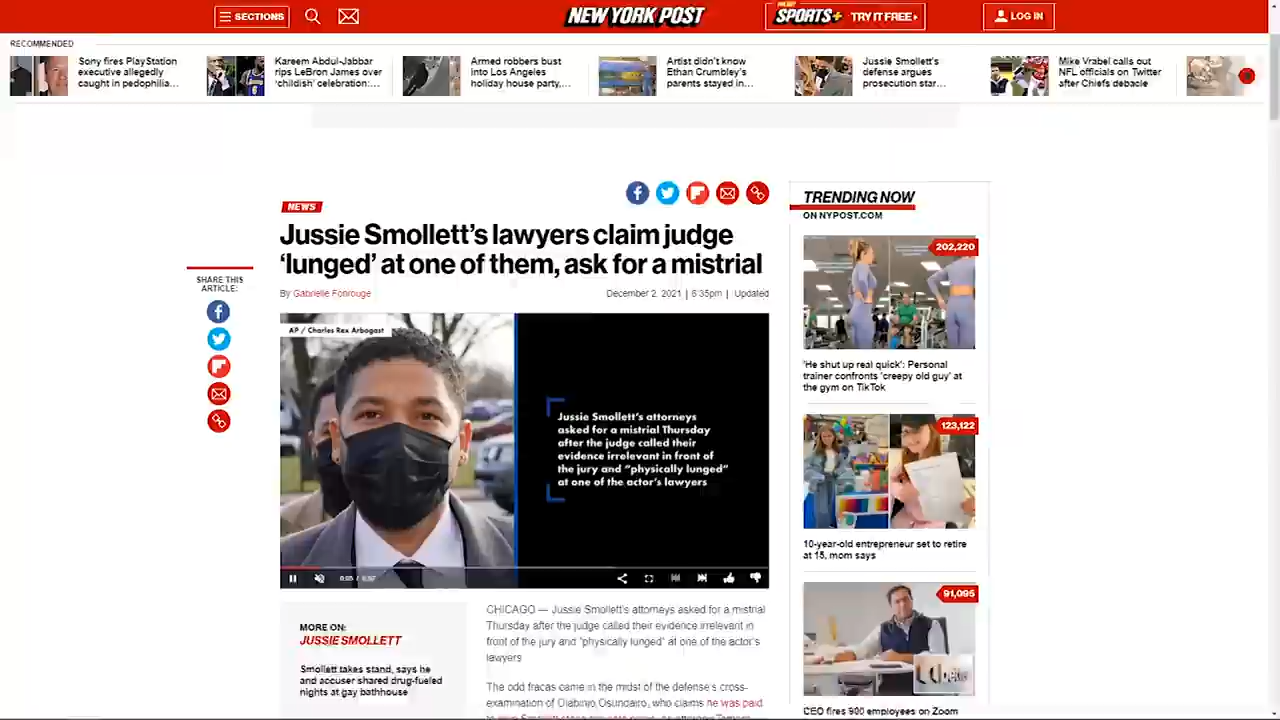 SECTIONS
NEW YORK POST
SPORTS+ TRY IT FREE
LOG IN
RECOMMENDED
Sony fires PlayStation
executive allegedly
caught in pedophilia...
Kareem Abdul-Jabbar
rips LeBron James over
'childish' celebration:...
Armed robbers bust
into Los Angeles
holiday house party,...
Artist didn't know
Ethan Crumbley's
parents stayed in...
Jussie Smollett's
defense argues
prosecution star...
Mike Vrabel calls out
NFL officials on Twitter
after Chiefs debacle
NEWS
Jussie Smollett's lawyers claim judge
'lunged' at one of them, ask for a mistrial
By Gabrielle Fonrouge
December 2, 2021 | 6:35pm | Updated
SHARE THIS
ARTICLE:
AP / Charles Rex Arbogast
Jussie Smollett's attorneys
asked for a mistrial Thursday
after the judge called their
evidence irrelevant in front of
the jury and "physically lunged"
at one of the actor's lawyers
MORE ON:
JUSSIE SMOLLETT
Smollett takes stand, says he
and accuser shared drug-fueled
nights at gay bathhouse
CHICAGO — Jussie Smollett's attorneys asked for a mistrial
Thursday after the judge called their evidence irrelevant in
front of the jury and "physically lunged" at one of the actor's
lawyers
The odd fracas came in the midst of the defense's cross-
examination of Olabinjo Osundairo, who claims he was paid
TRENDING NOW
ON NYPOST.COM
202,220
'He shut up real quick': Personal
trainer confronts 'creepy old guy' at
the gym on TikTok
123,122
10-year-old entrepreneur set to retire
at 15, mom says
91,095
CEO fires 900 employees on Zoom